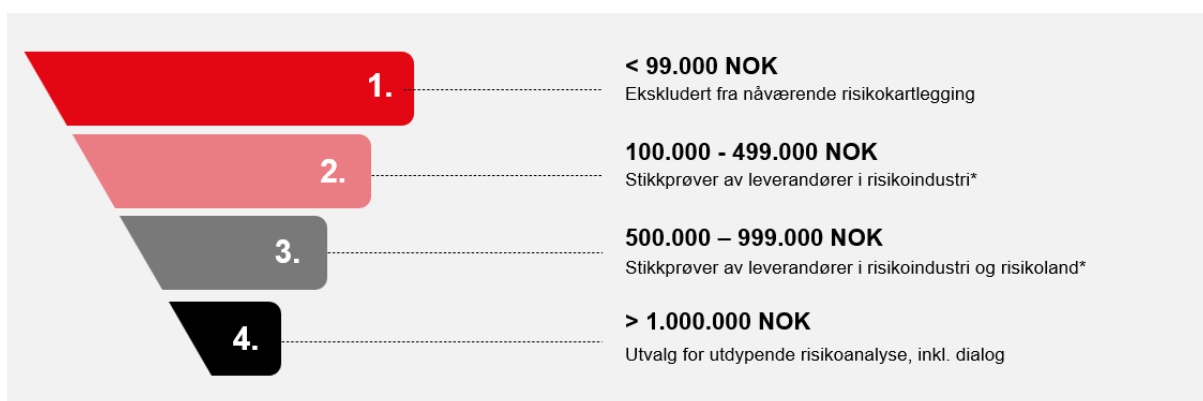 1.
< 99.000 NOK
Ekskludert fra nåværende risikokartlegging
2.
100.000 - 499.000 NOK
Stikkprøver av leverandører i risikoindustri*
3.
500.000 – 999.000 NOK
Stikkprøver av leverandører i risikoindustri og risikoland*
4.
> 1.000.000 NOK
Utvalg for utdypende risikoanalyse, inkl. dialog